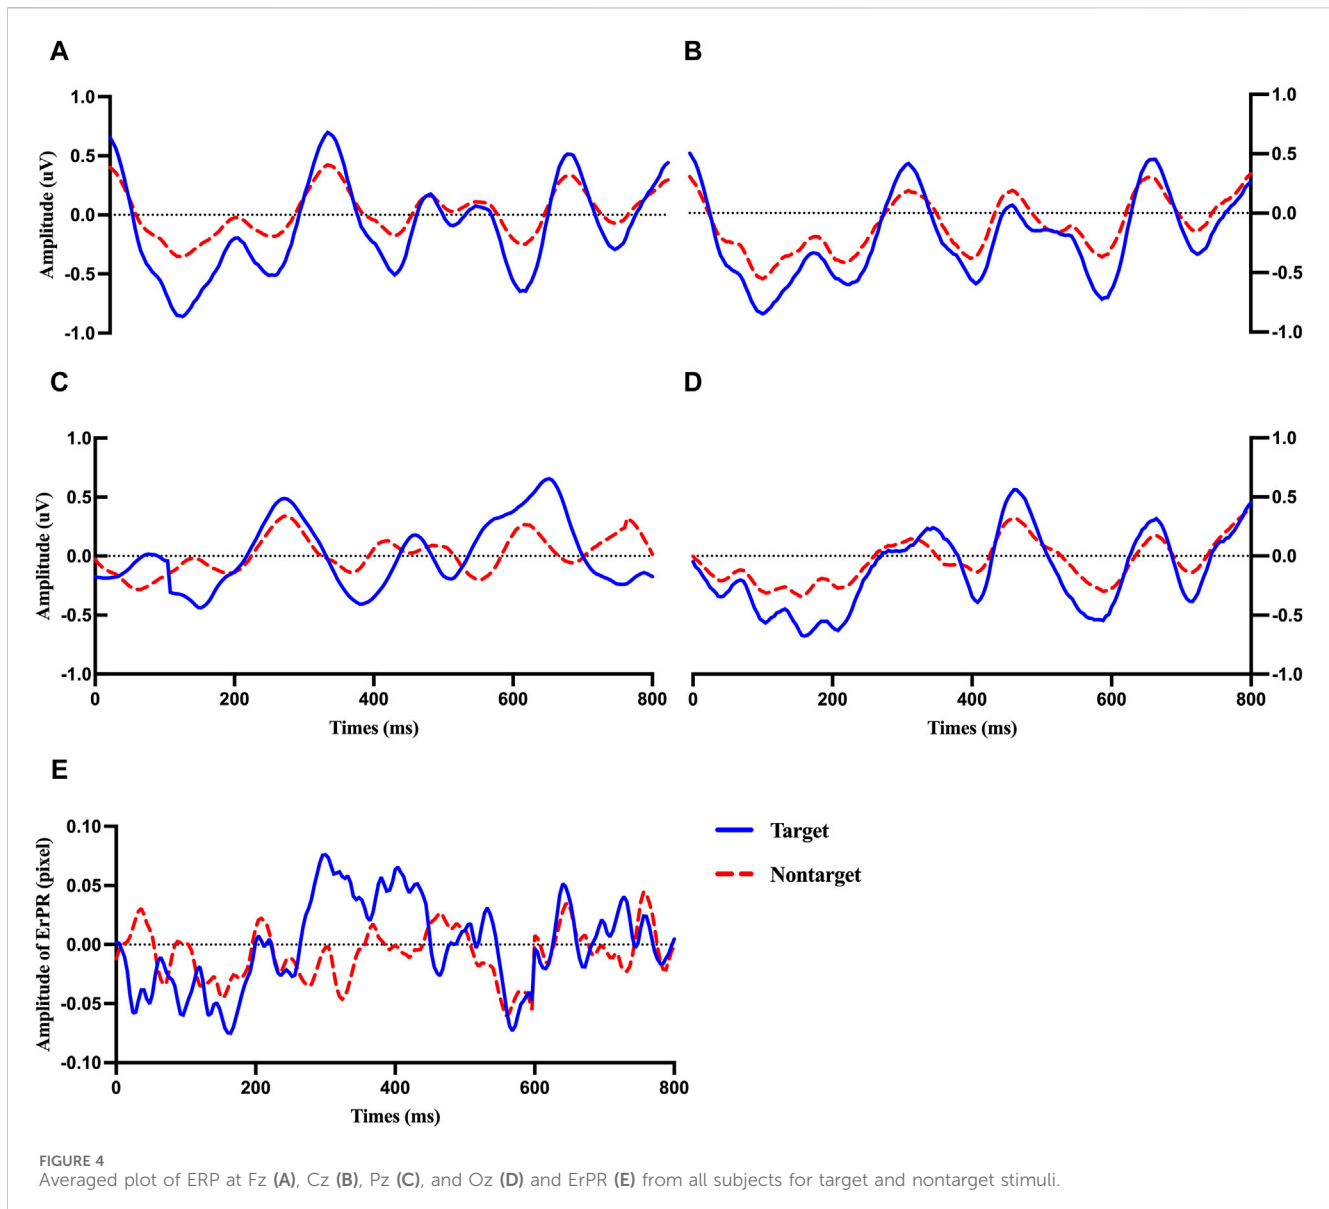 A
B
1.0
0.5
0.0
-0.5
-1.0
Amplitude (uV)
1.0
0.5
0.0
-0.5
-1.0
C
D
1.0
0.5
0.0
-0.5
-1.0
Amplitude (uV)
0 200 400 600 800
Times (ms)
1.0
0.5
0.0
-0.5
-1.0
0 200 400 600 800
Times (ms)
E
0.10
0.05
0.00
-0.05
-0.10
Amplitude of ErPR (pixel)
0 200 400 600 800
Times (ms)
Target
Nontarget
FIGURE 4
Averaged plot of ERP at Fz (A), Cz (B), Pz (C), and Oz (D) and ErPR (E) from all subjects for target and nontarget stimuli.